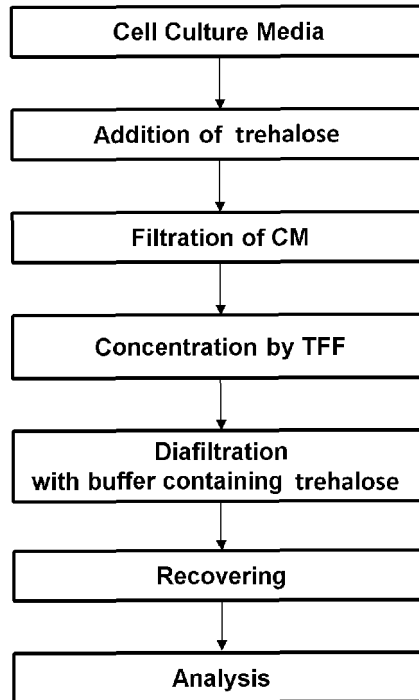 Cell Culture Media
Addition of trehalose
Filtration of CM
Concentration by TFF
Diafiltration
with buffer containing trehalose
Recovering
Analysis